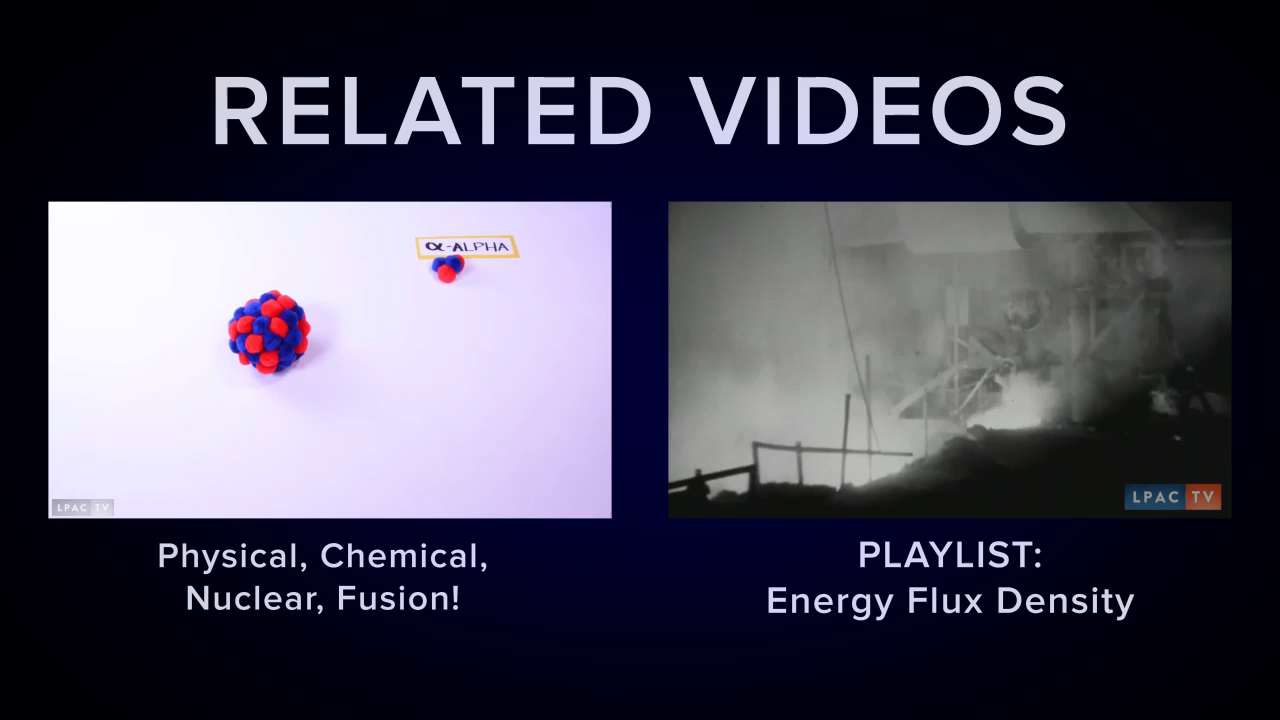 RELATED VIDEOS
α-ALPHA
LPAC TV
LPAC TV
Physical, Chemical,
Nuclear, Fusion!
PLAYLIST:
Energy Flux Density